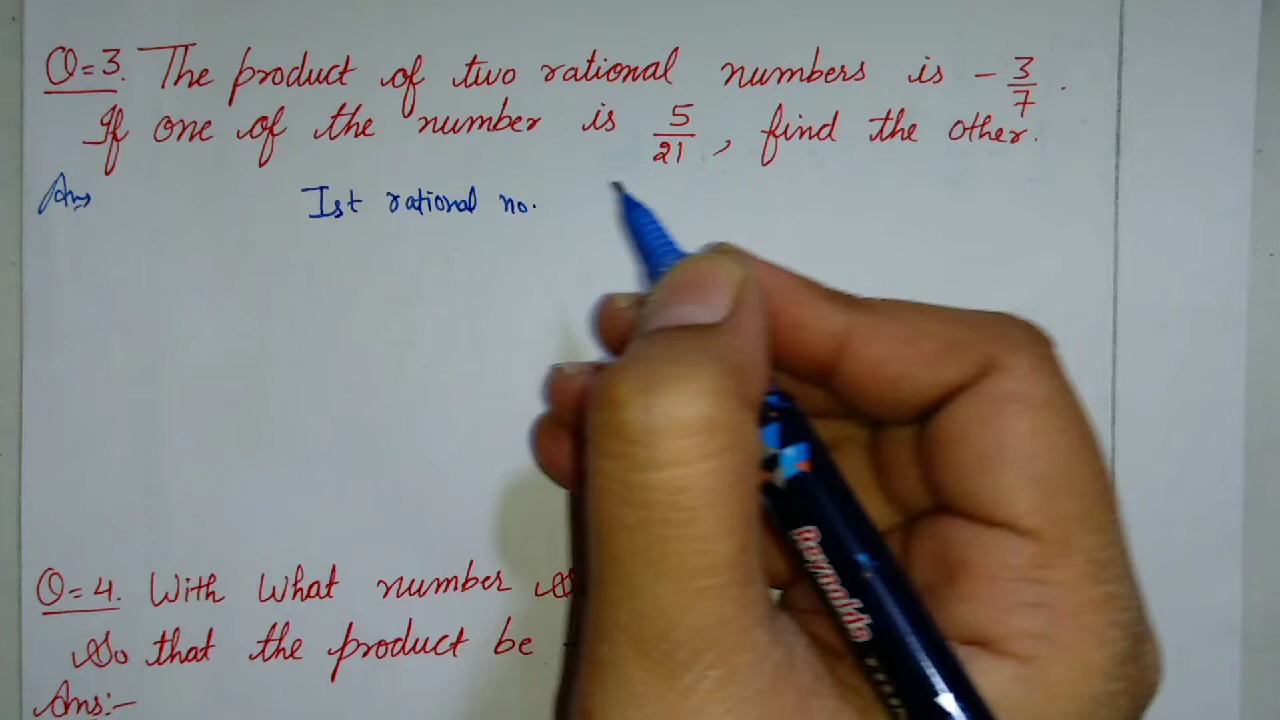 Q=3. The product of two rational numbers is - 3/7 .
If one of the number is 5/21 , find the other.
Ans Ist rational no.
Q=4. With What number
So that the product be
Ans:-
Reynolds